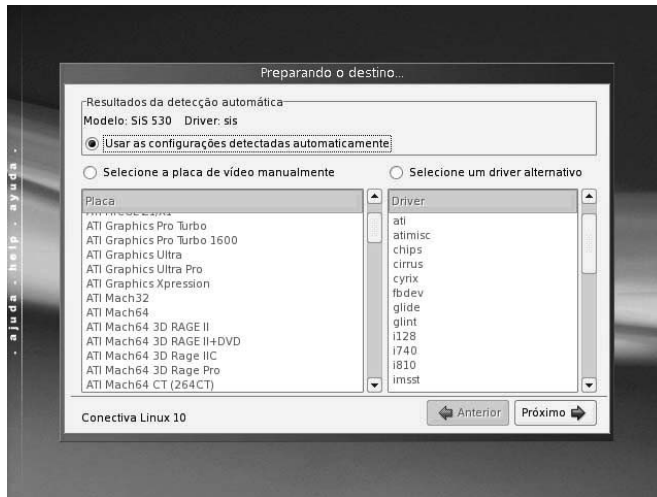 Preparando o destino...
Resultados da detecção automática
Modelo: SiS 530 Driver: sis
Usar as configurações detectadas automaticamente
Selecione a placa de vídeo manualmente
Selecione um driver alternativo
Placa
ATI Graphics Pro Turbo
ATI Graphics Pro Turbo 1600
ATI Graphics Ultra
ATI Graphics Ultra Pro
ATI Graphics Xpression
ATI Mach32
ATI Mach64
ATI Mach64 3D RAGE II
ATI Mach64 3D RAGE II+DVD
ATI Mach64 3D Rage IIC
ATI Mach64 3D Rage Pro
ATI Mach64 CT (264CT)
Driver
ati
atimisc
chips
cirrus
cyrix
fbdev
glide
glint
i128
i740
i810
imsst
Conectiva Linux 10
Anterior
Próximo
. ajuda . help . ayuda .